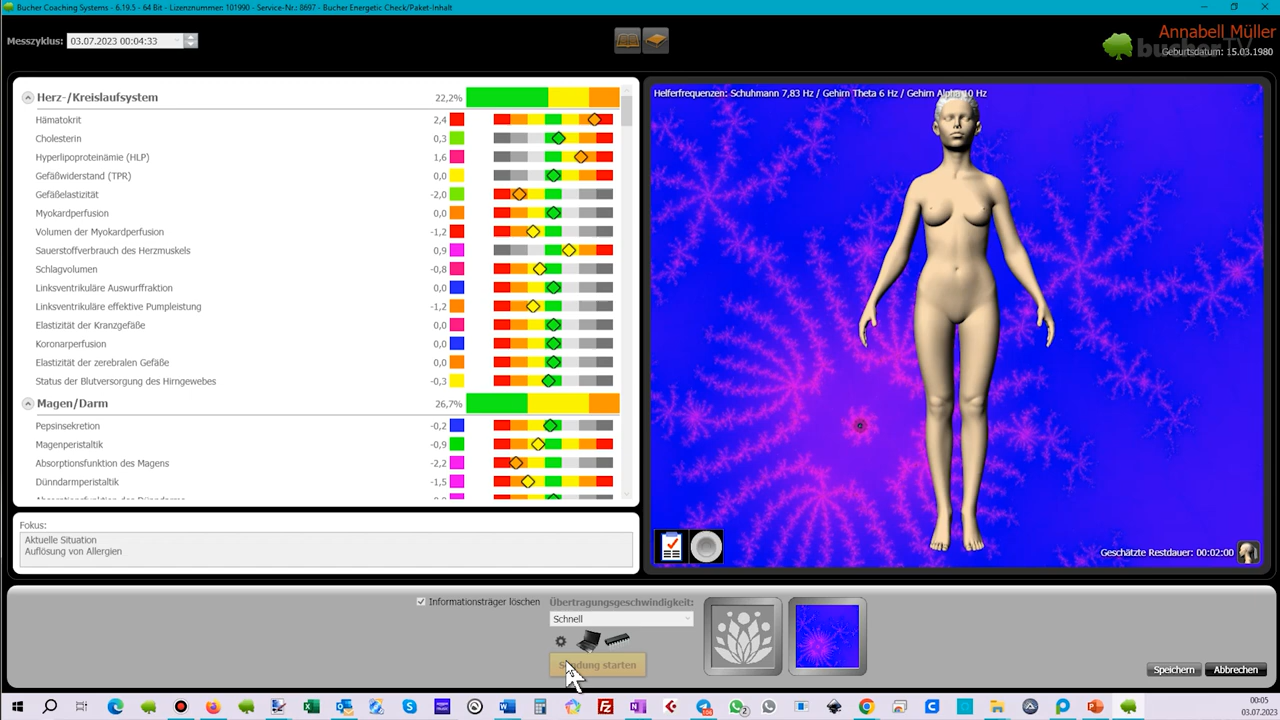 Bucher Coaching Systems - 6.19.5 - 64 Bit - Lizenznummer: 101990 - Service-Nr.: 8697 - Bucher Energetic Check/Paket-Inhalt
Messzyklus: 03.07.2023 00:04:33
Annabell Müller
bucherTV
Geburtsdatum: 15.03.1980
Herz-/Kreislaufsystem 22,2%
Hämatokrit 2,4
Cholesterin 0,3
Hyperlipoproteinämie (HLP) 1,6
Gefäßwiderstand (TPR) 0,0
Gefäßelastizität -2,0
Myokardperfusion 0,0
Volumen der Myokardperfusion -1,2
Sauerstoffverbrauch des Herzmuskels 0,9
Schlagvolumen -0,8
Linksventrikuläre Auswurffraktion 0,0
Linksventrikuläre effektive Pumpleistung -1,2
Elastizität der Kranzgefäße 0,0
Koronarperfusion 0,0
Elastizität der zerebralen Gefäße 0,0
Status der Blutversorgung des Hirngewebes -0,3
Magen/Darm 26,7%
Pepsinsekretion -0,2
Magenperistaltik -0,9
Absorptionsfunktion des Magens -2,2
Dünndarmperistaltik -1,5
Helferfrequenzen: Schuhmann 7,83 Hz / Gehirn Theta 6 Hz / Gehirn Alpha 10 Hz
Geschätzte Restdauer: 00:02:00
Fokus:
Aktuelle Situation
Auflösung von Allergien
Informationsträger löschen
Übertragungsgeschwindigkeit:
Schnell
Sendung starten
Speichern
Abbrechen
00:05
03.07.2023